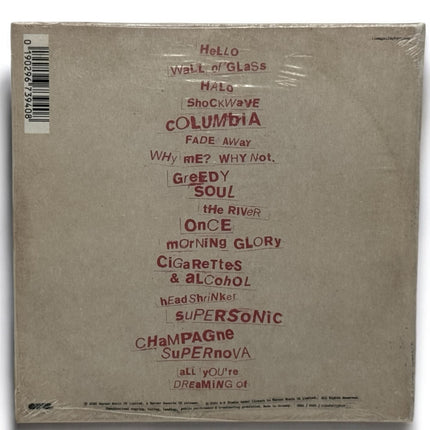 0190296739408
HeLLO
WaLL of GLaSs
HALo
ShoCKWAVE
COLUMbiA
FADE AWay
WHy mE? WHY Not.
GreEDY
SOUL
tHe RiVeR
OnCE
moRNiNG GLORy
CiGaReTteS
& aLCohOL
heAd ShriNKer
SuPERSoNiC
CHaMPAGne
SuPERnoVA
aLL yOU're
DREaMiNG Of